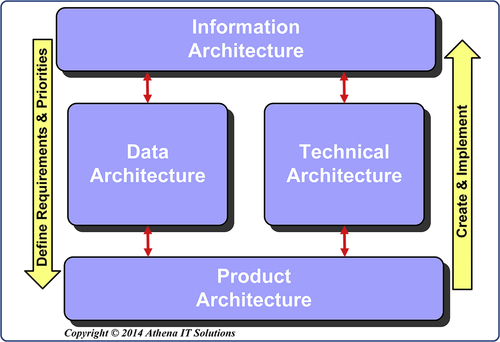 Information
Architecture
Define Requirements & Priorities
Data
Architecture
Technical
Architecture
Create & Implement
Product
Architecture
Copyright © 2014 Athena IT Solutions